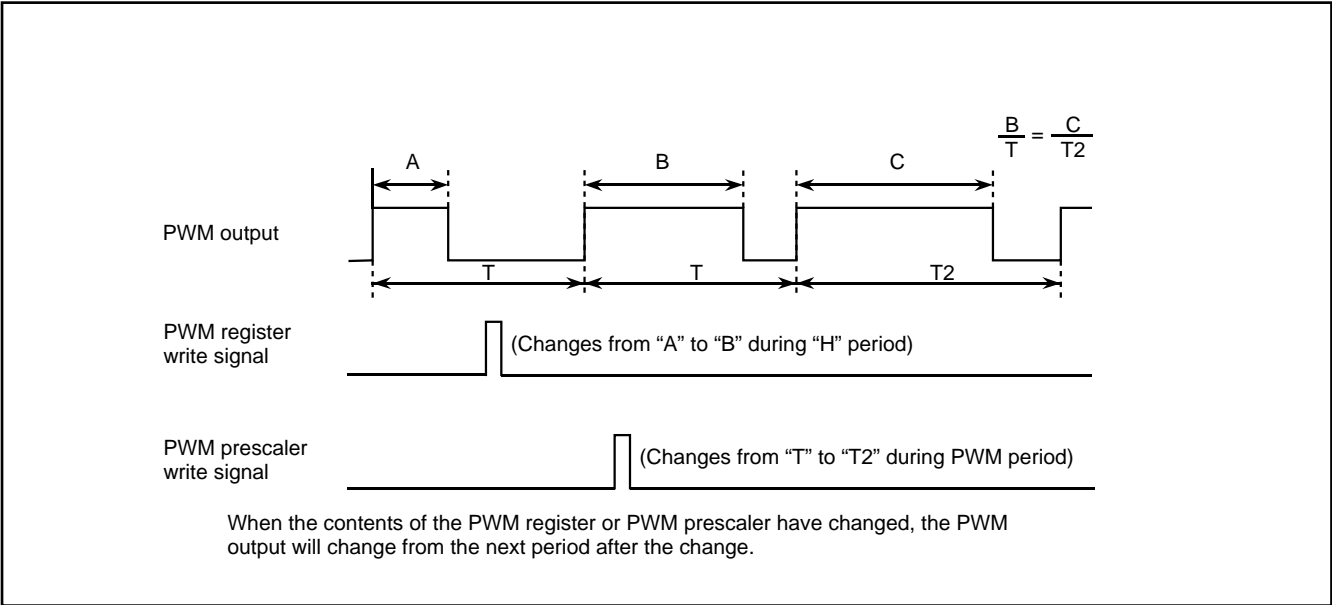 B/T = C/T2
A B C
PWM output
T T T2
PWM register
write signal
(Changes from “A” to “B” during “H” period)
PWM prescaler
write signal
(Changes from “T” to “T2” during PWM period)
When the contents of the PWM register or PWM prescaler have changed, the PWM
output will change from the next period after the change.